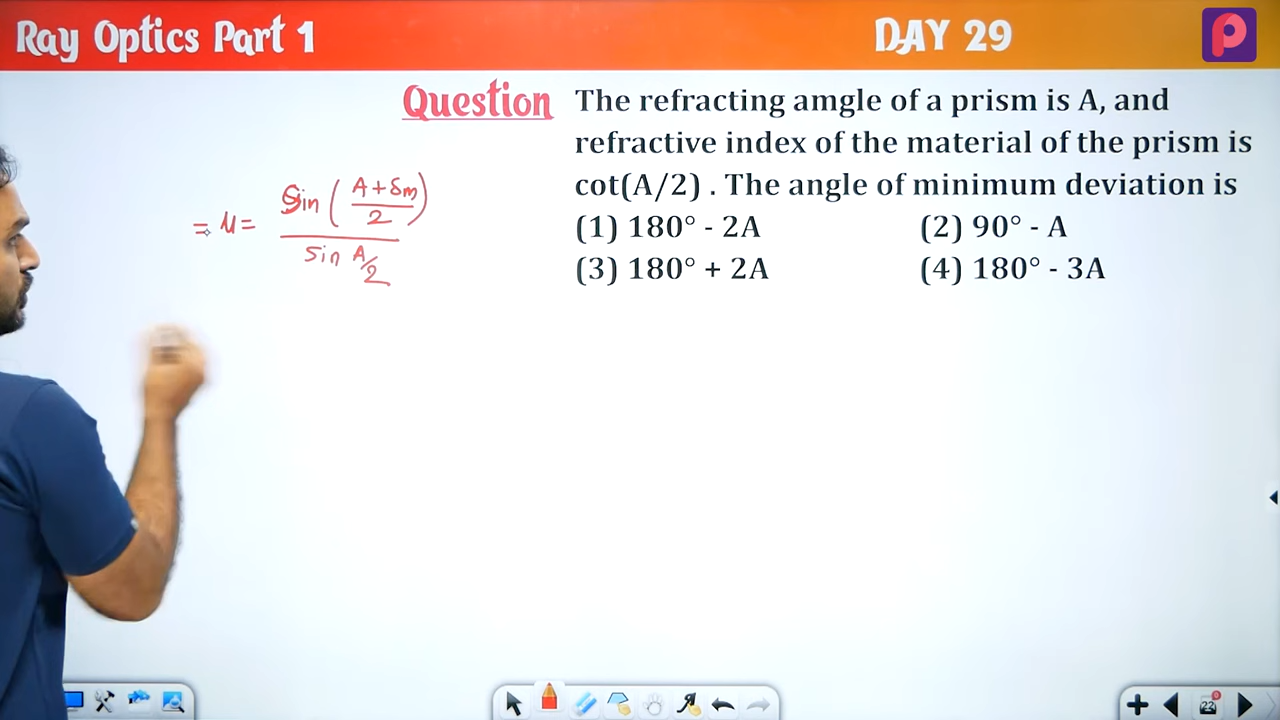 Ray Optics Part 1
DAY 29
Question The refracting amgle of a prism is A, and
refractive index of the material of the prism is
cot(A/2) . The angle of minimum deviation is
(1) 180° - 2A (2) 90° - A
(3) 180° + 2A (4) 180° - 3A
= μ = Sin ( A + δm / 2 ) / Sin A/2
22